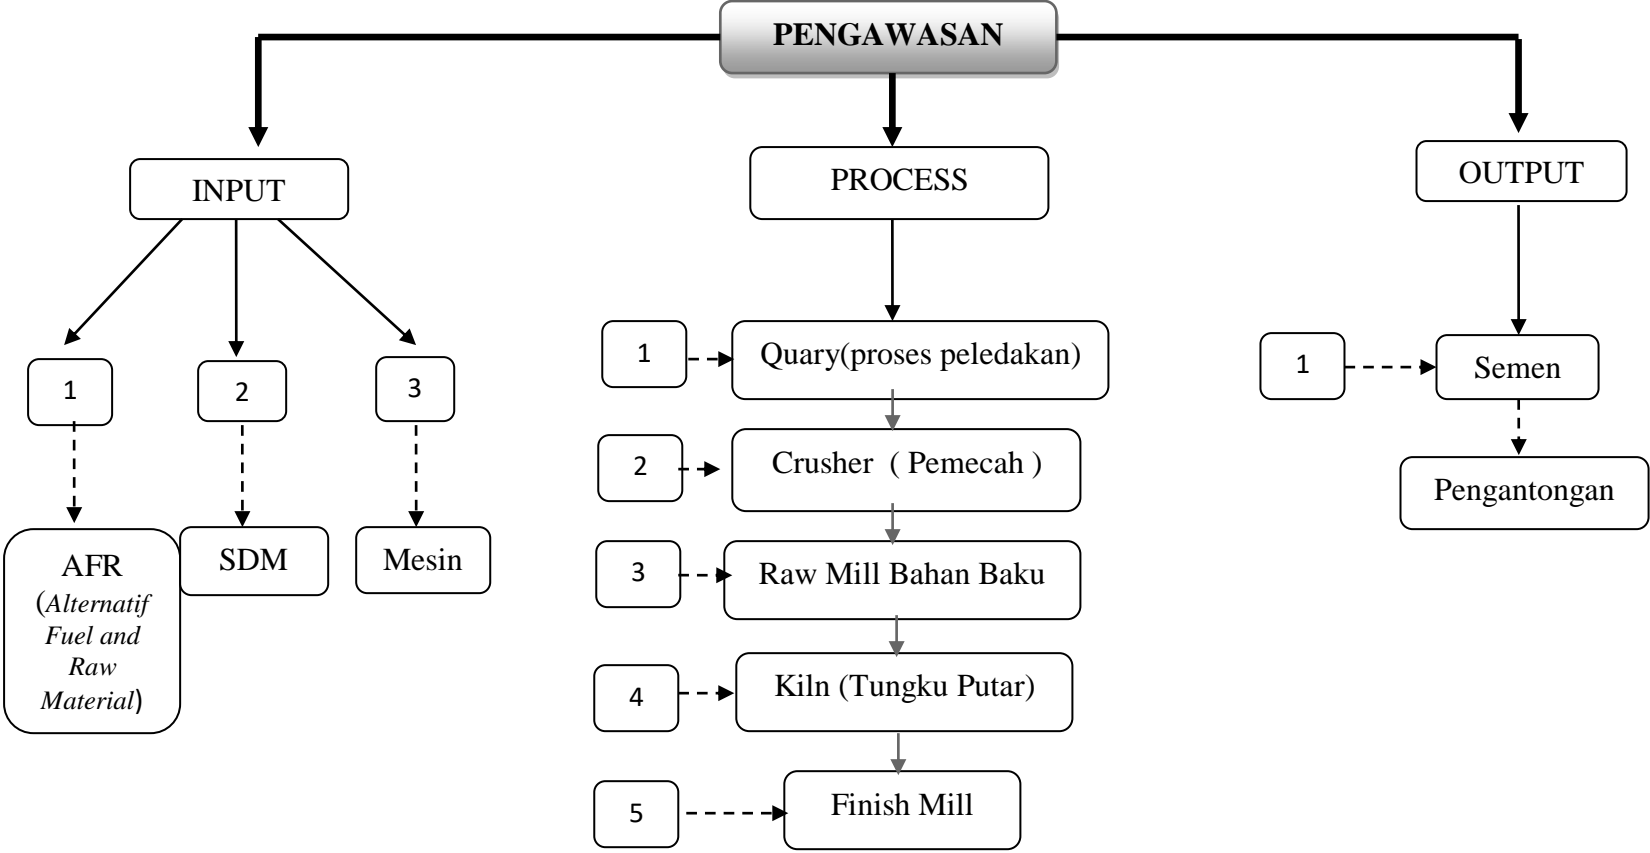 PENGAWASAN
INPUT
PROCESS
OUTPUT
1
2
3
AFR
(Alternatif
Fuel and
Raw
Material)
SDM
Mesin
1
Quary(proses peledakan)
2
Crusher ( Pemecah )
3
Raw Mill Bahan Baku
4
Kiln (Tungku Putar)
5
Finish Mill
1
Semen
Pengantongan